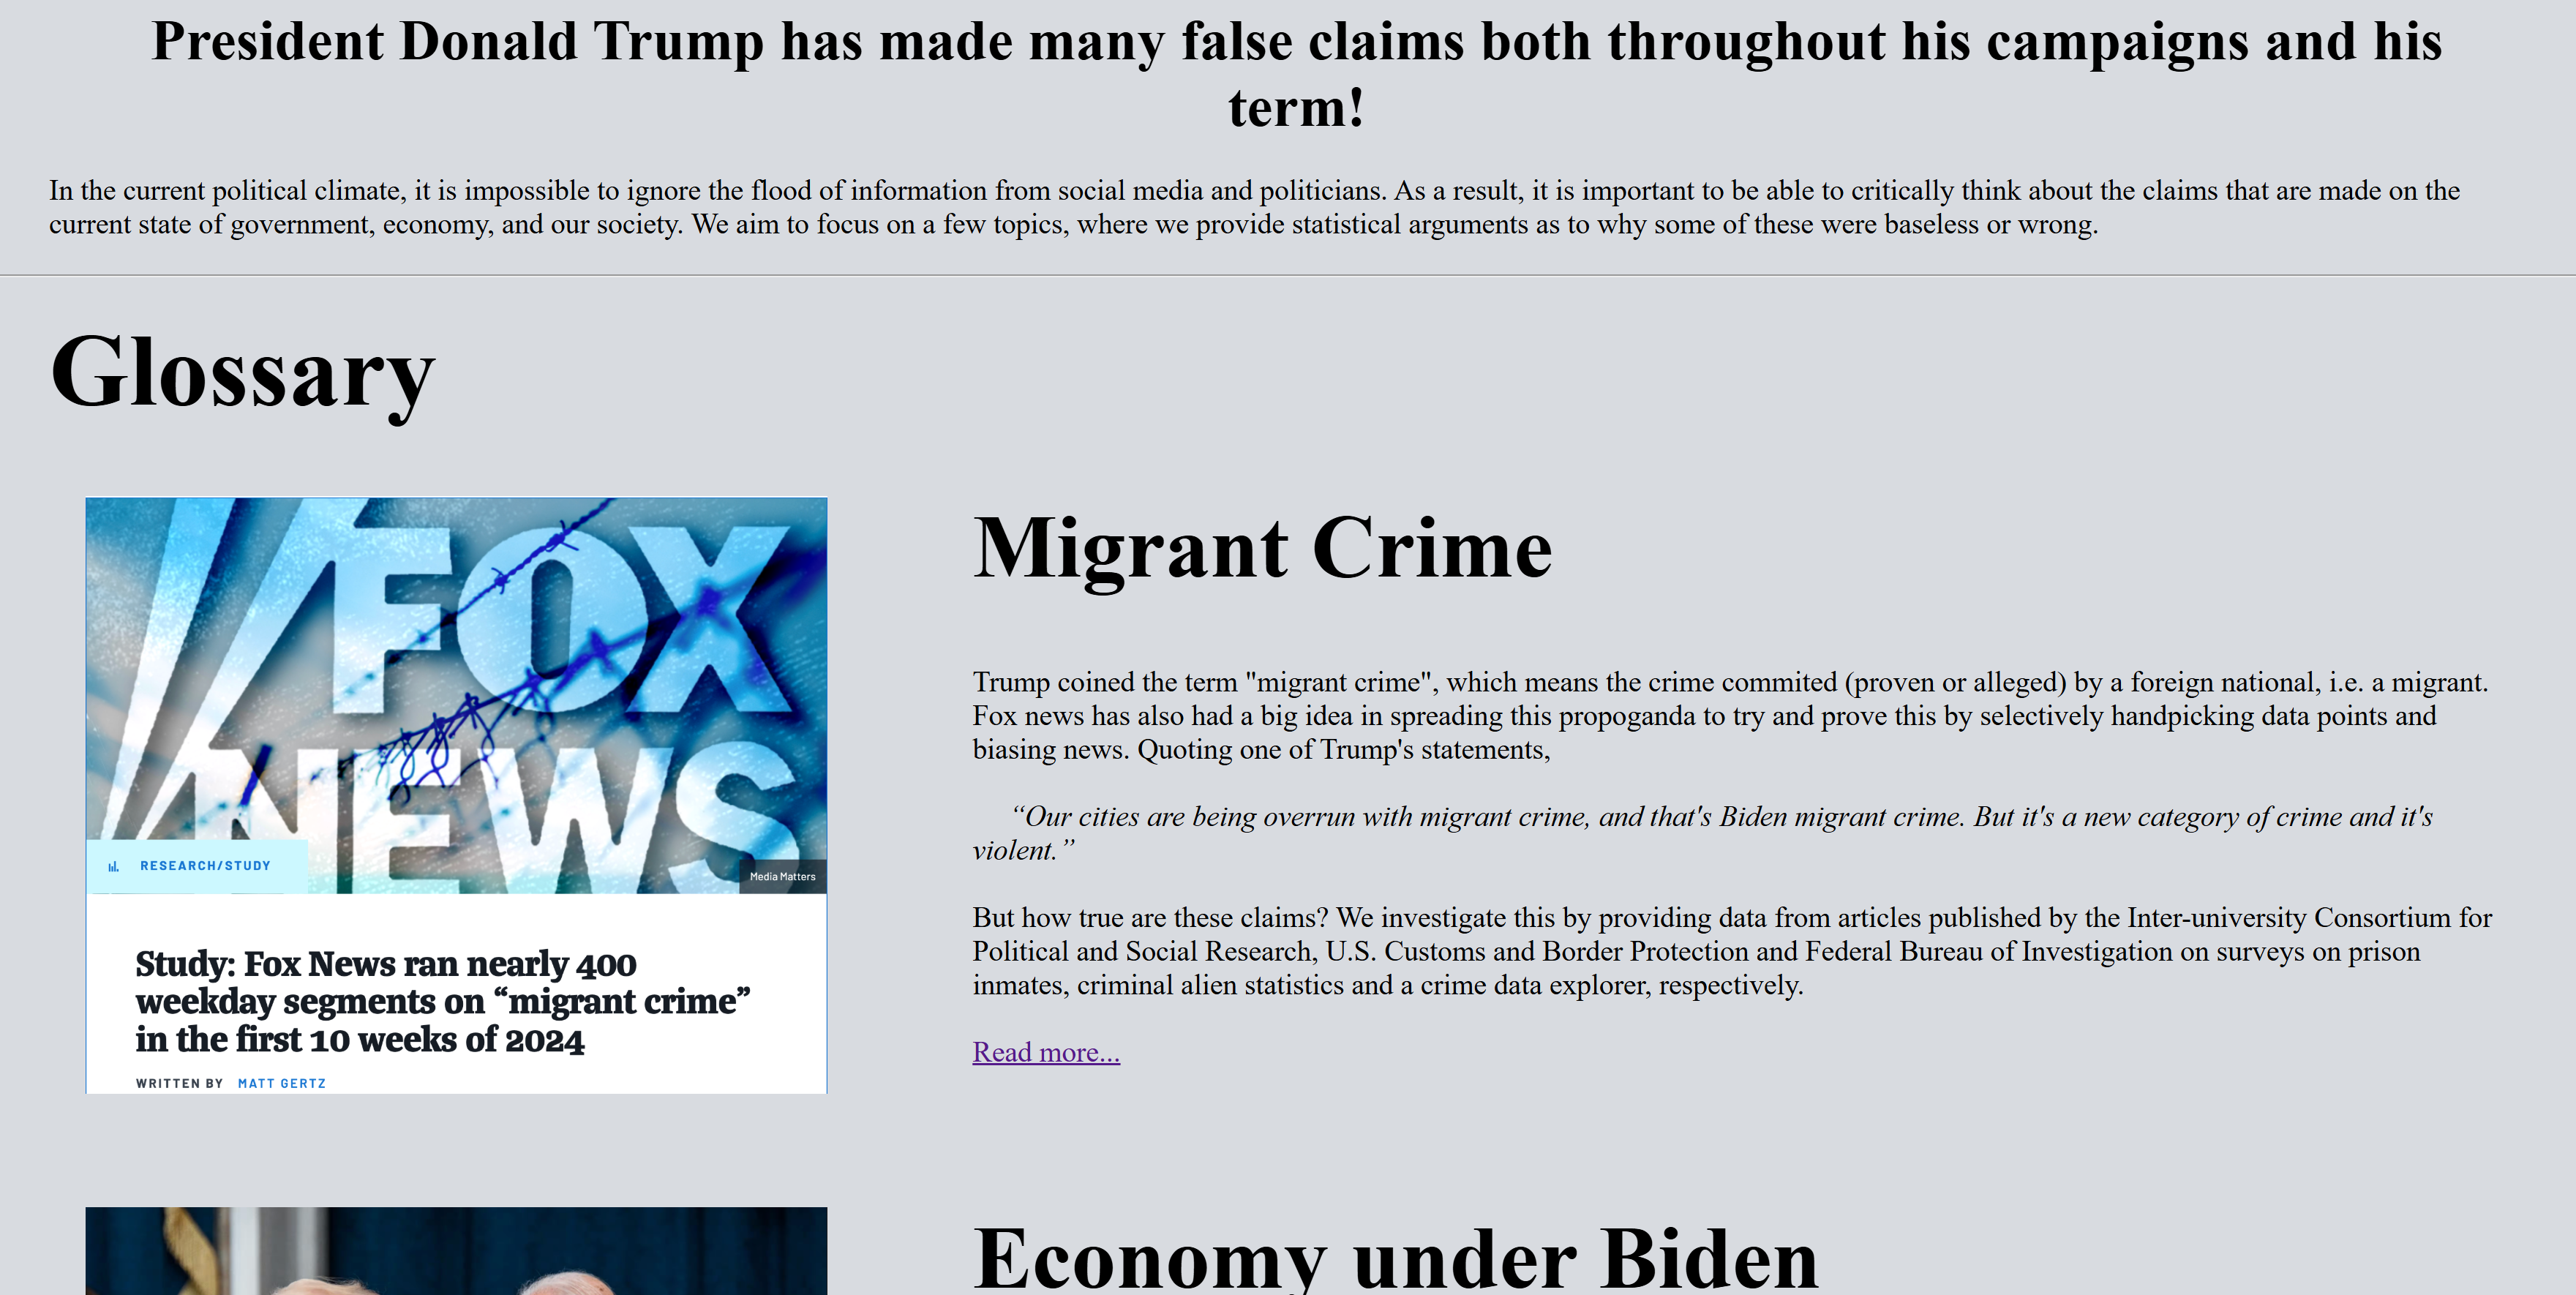 President Donald Trump has made many false claims both throughout his campaigns and his
term!
In the current political climate, it is impossible to ignore the flood of information from social media and politicians. As a result, it is important to be able to critically think about the claims that are made on the
current state of government, economy, and our society. We aim to focus on a few topics, where we provide statistical arguments as to why some of these were baseless or wrong.
Glossary
FOX
NEWS
RESEARCH/STUDY
Media Matters
Study: Fox News ran nearly 400
weekday segments on “migrant crime”
in the first 10 weeks of 2024
WRITTEN BY MATT GERTZ
Migrant Crime
Trump coined the term "migrant crime", which means the crime commited (proven or alleged) by a foreign national, i.e. a migrant.
Fox news has also had a big idea in spreading this propoganda to try and prove this by selectively handpicking data points and
biasing news. Quoting one of Trump's statements,
“Our cities are being overrun with migrant crime, and that's Biden migrant crime. But it's a new category of crime and it's
violent.”
But how true are these claims? We investigate this by providing data from articles published by the Inter-university Consortium for
Political and Social Research, U.S. Customs and Border Protection and Federal Bureau of Investigation on surveys on prison
inmates, criminal alien statistics and a crime data explorer, respectively.
Read more...
Economy under Biden